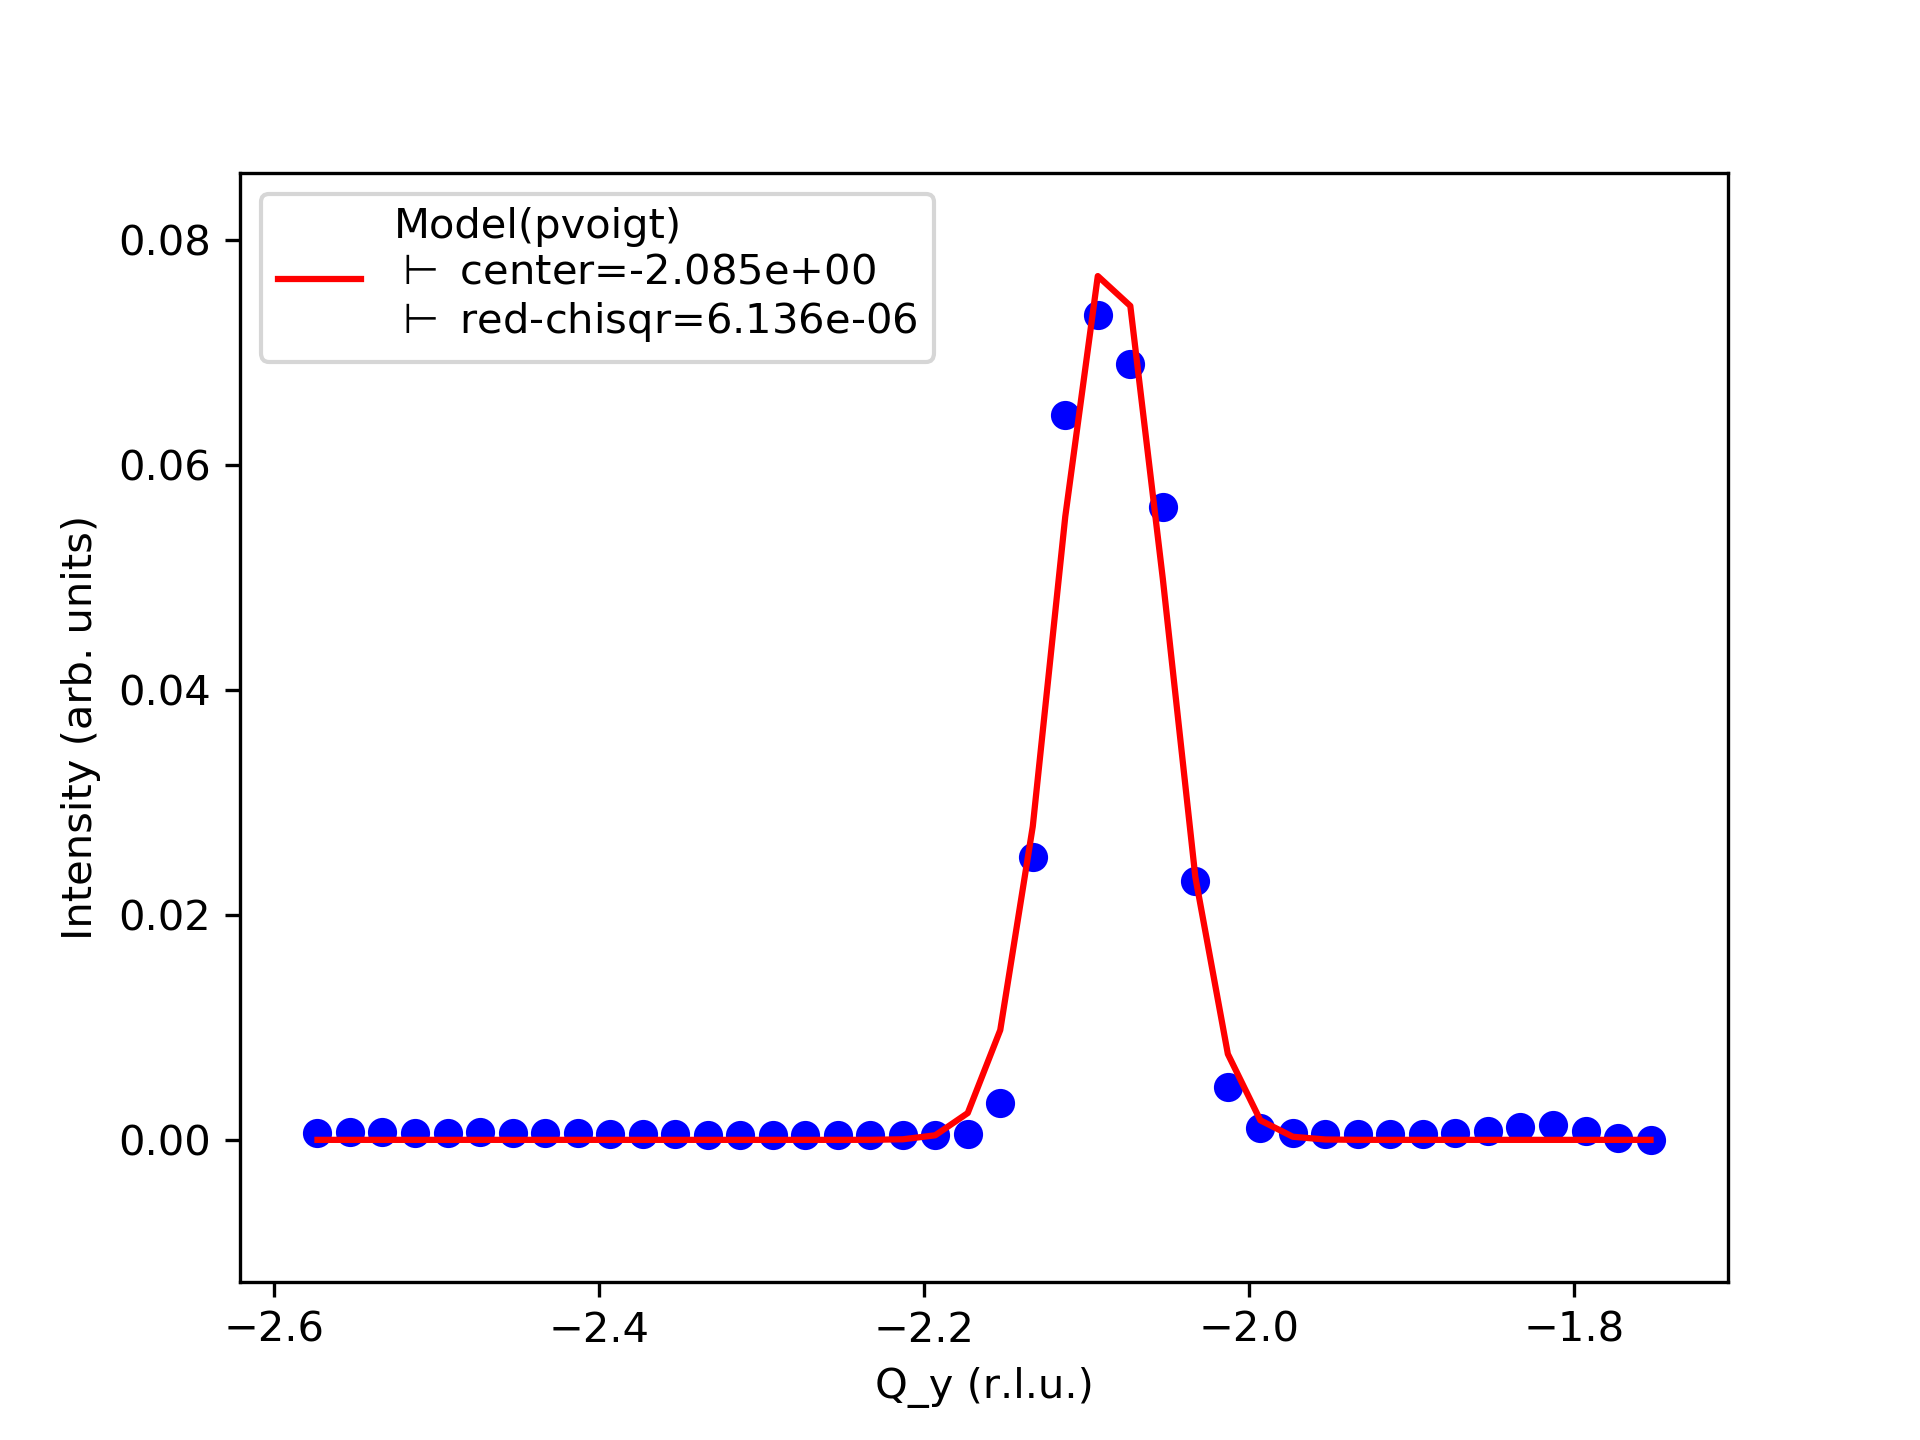 Model(pvoigt)
⊢ center=-2.085e+00
⊢ red-chisqr=6.136e-06
0.08
0.06
0.04
0.02
0.00
Intensity (arb. units)
−2.6 −2.4 −2.2 −2.0 −1.8
Q_y (r.l.u.)